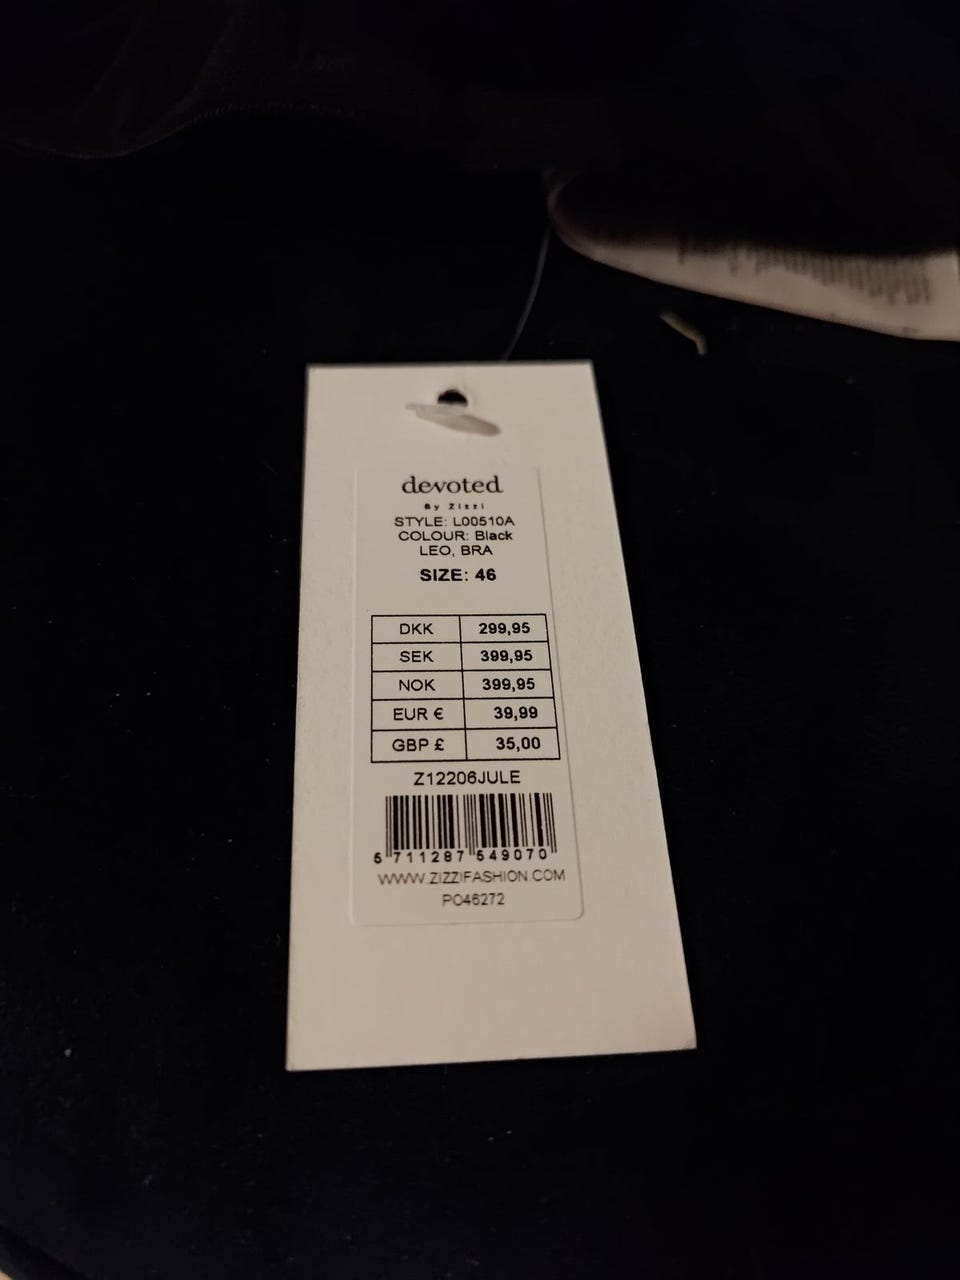 devoted
By Zizzi
STYLE: L00510A
COLOUR: Black
LEO, BRA
SIZE: 46
DKK 299,95
SEK 399,95
NOK 399,95
EUR € 39,99
GBP £ 35,00
Z12206JULE
5 711287 549070
WWW.ZIZZIFASHION.COM
PO46272